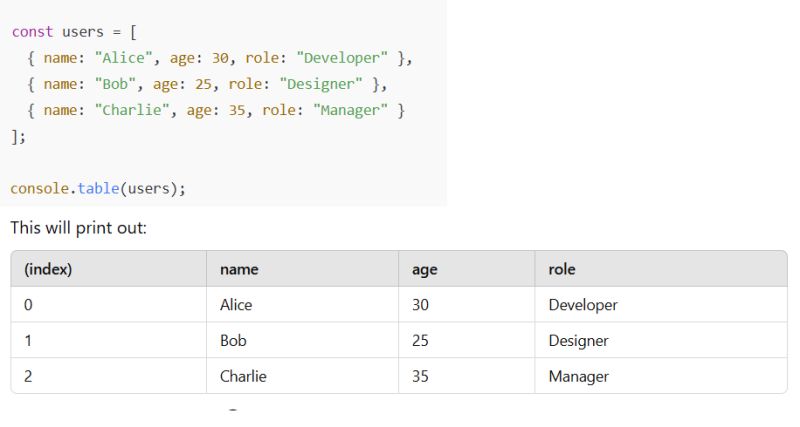 const users = [
{ name: "Alice", age: 30, role: "Developer" },
{ name: "Bob", age: 25, role: "Designer" },
{ name: "Charlie", age: 35, role: "Manager" }
];
console.table(users);
This will print out:
(index) name age role
0 Alice 30 Developer
1 Bob 25 Designer
2 Charlie 35 Manager